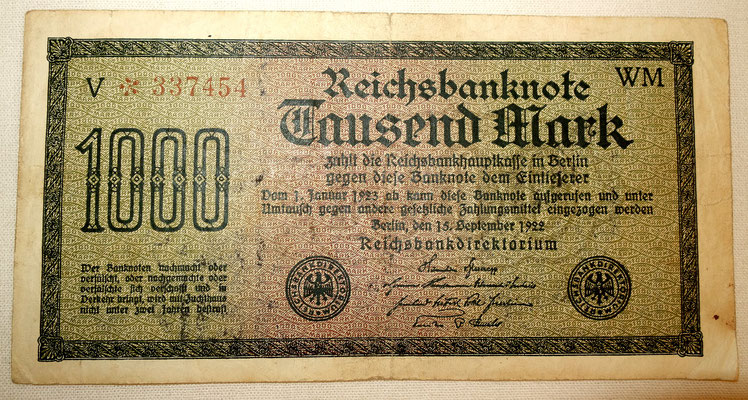 V * 337454
WM
Reichsbanknote
Tausend Mark
1000
zahlt die Reichsbankhauptkasse in Berlin
gegen diese Banknote dem Einlieferer
Vom 1. Januar 1923 ab kann diese Banknote aufgerufen und unter
Umtausch gegen andere gesetzliche Zahlungsmittel eingezogen werden
Berlin, den 15. September 1922
Reichsbankdirektorium
Wer Banknoten nachmacht oder
verfälscht, oder nachgemachte oder
verfälschte sich verschafft und in
Verkehr bringt, wird mit Zuchthaus
nicht unter zwei Jahren bestraft
REICHSBANKDIREKTORIUM
REICHSBANKDIREKTORIUM